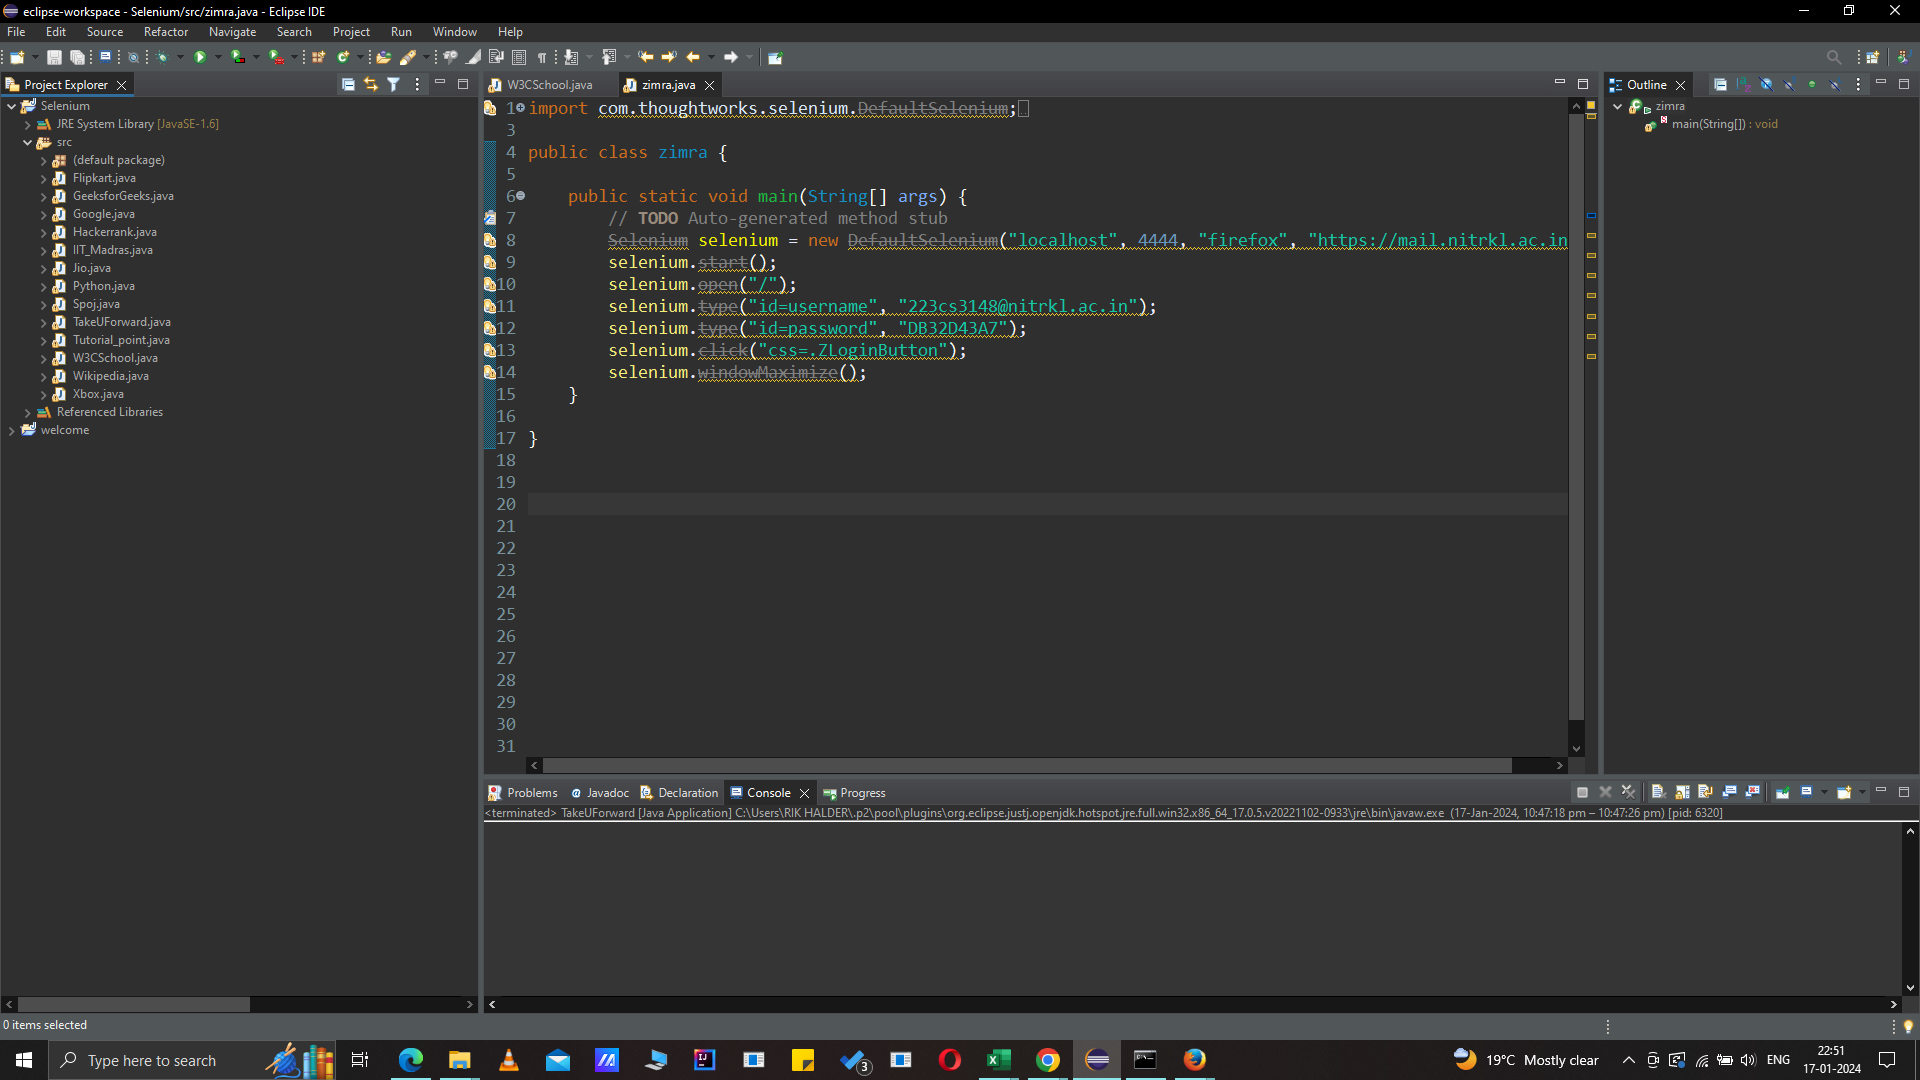 eclipse-workspace - Selenium/src/zimra.java - Eclipse IDE
File Edit Source Refactor Navigate Search Project Run Window Help
Project Explorer
Selenium
JRE System Library [JavaSE-1.6]
src
(default package)
Flipkart.java
GeeksforGeeks.java
Google.java
Hackerrank.java
IIT_Madras.java
Jio.java
Python.java
Spoj.java
TakeUForward.java
Tutorial_point.java
W3CSchool.java
Wikipedia.java
Xbox.java
Referenced Libraries
welcome
W3CSchool.java zimra.java
1 import com.thoughtworks.selenium.DefaultSelenium;
3
4 public class zimra {
5
6 public static void main(String[] args) {
7 // TODO Auto-generated method stub
8 Selenium selenium = new DefaultSelenium("localhost", 4444, "firefox", "https://mail.nitrkl.ac.in
9 selenium.start();
10 selenium.open("/");
11 selenium.type("id=username", "223cs3148@nitrkl.ac.in");
12 selenium.type("id=password", "DB32D43A7");
13 selenium.click("css=.ZLoginButton");
14 selenium.windowMaximize();
15 }
16
17 }
18
19
20
21
22
23
24
25
26
27
28
29
30
31
Outline
zimra
main(String[]) : void
Problems Javadoc Declaration Console Progress
<terminated> TakeUForward [Java Application] C:\Users\RIK HALDER\.p2\pool\plugins\org.eclipse.justj.openjdk.hotspot.jre.full.win32.x86_64_17.0.5.v20221102-0933\jre\bin\javaw.exe (17-Jan-2024, 10:47:18 pm – 10:47:26 pm) [pid: 6320]
0 items selected
Type here to search
3
19°C Mostly clear
ENG
22:51
17-01-2024